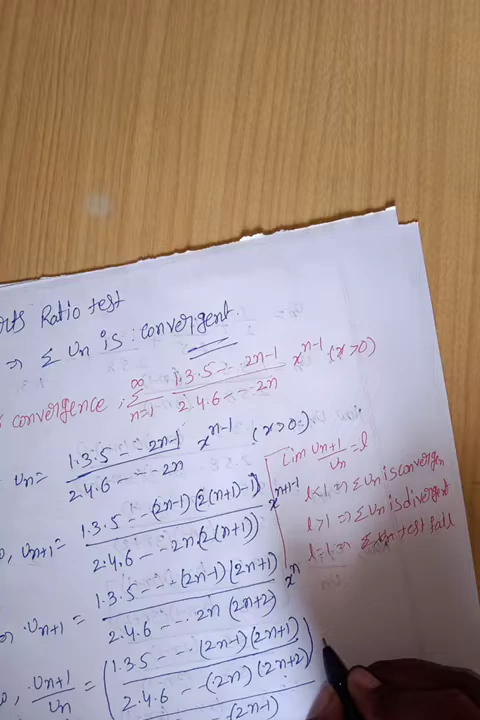 Ratio test
⇒ Σ Un is convergent.
convergence : ∞ Σ n=1 1.3.5 - - - 2n-1 / 2.4.6 - - - 2n x^n-1 (x>0)
Un = 1.3.5 - - - 2n-1 / 2.4.6 - - - 2n x^n-1 (x>0)
Lim Un+1 / Un = l
l<1 ⇒ ΣUn is convergen
l>1 ⇒ ΣUn is divergent
l=1 ⇒ test fail
Un+1 = 1.3.5 - - (2n-1) (2(n+1)-1) / 2.4.6 - - 2n (2(n+1)) x^n+1-1
Un+1 = 1.3.5 - - - (2n-1) (2n+1) / 2.4.6 - - . 2n (2n+2) x^n
Un+1 / Un = ( 1.3.5 - - . (2n-1) (2n+1) / 2.4.6 - - (2n) (2n+2) )
(2n-1)